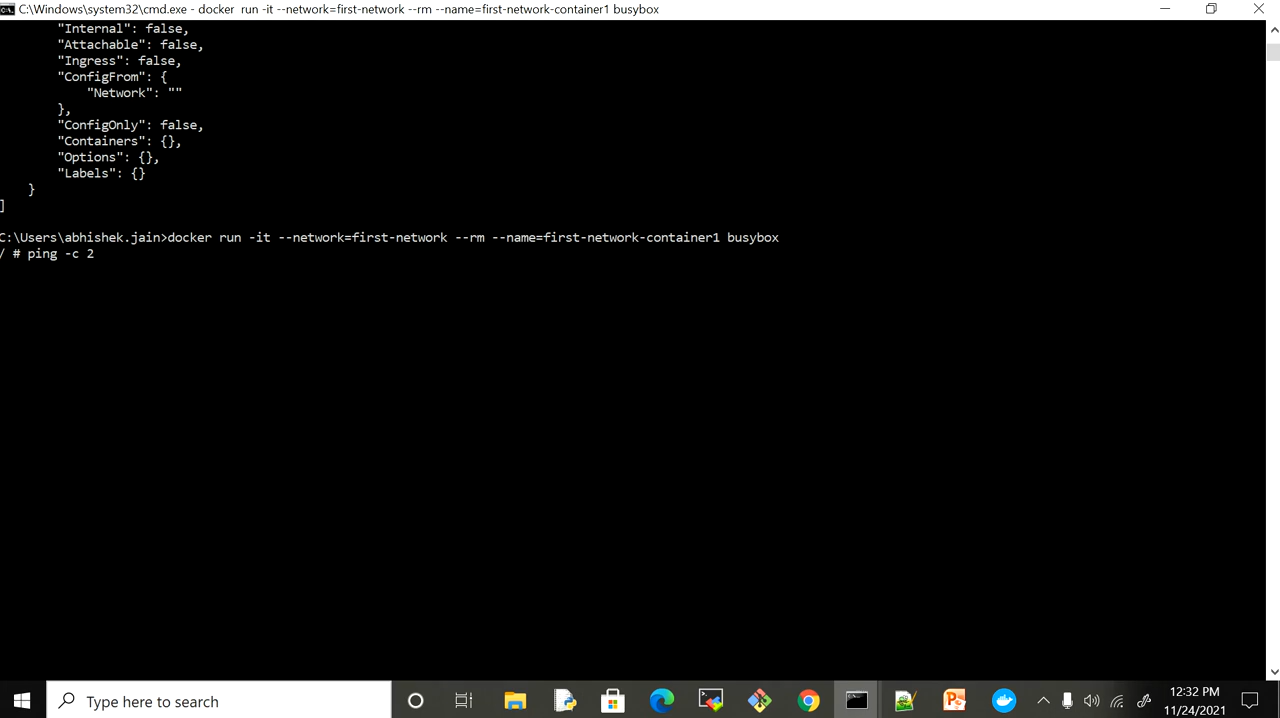 C:\Windows\system32\cmd.exe - docker  run -it --network=first-network --rm --name=first-network-container1 busybox
"Internal": false,
"Attachable": false,
"Ingress": false,
"ConfigFrom": {
"Network": ""
},
"ConfigOnly": false,
"Containers": {},
"Options": {},
"Labels": {}
}
]
C:\Users\abhishek.jain>docker run -it --network=first-network --rm --name=first-network-container1 busybox
/ # ping -c 2
Type here to search
12:32 PM
11/24/2021